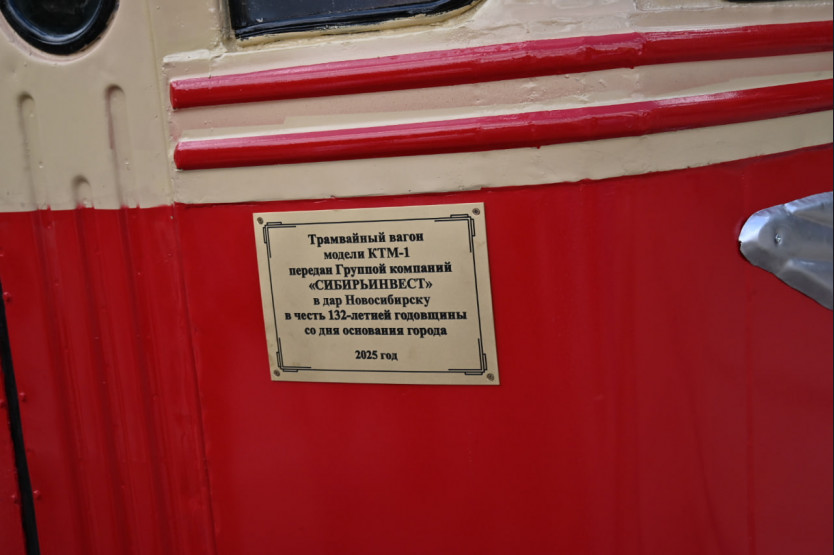 Трамвайный вагон
модели КТМ-1
передан Группой компаний
«СИБИРЬИНВЕСТ»
в дар Новосибирску
в честь 132-летней годовщины
со дня основания города
2025 год